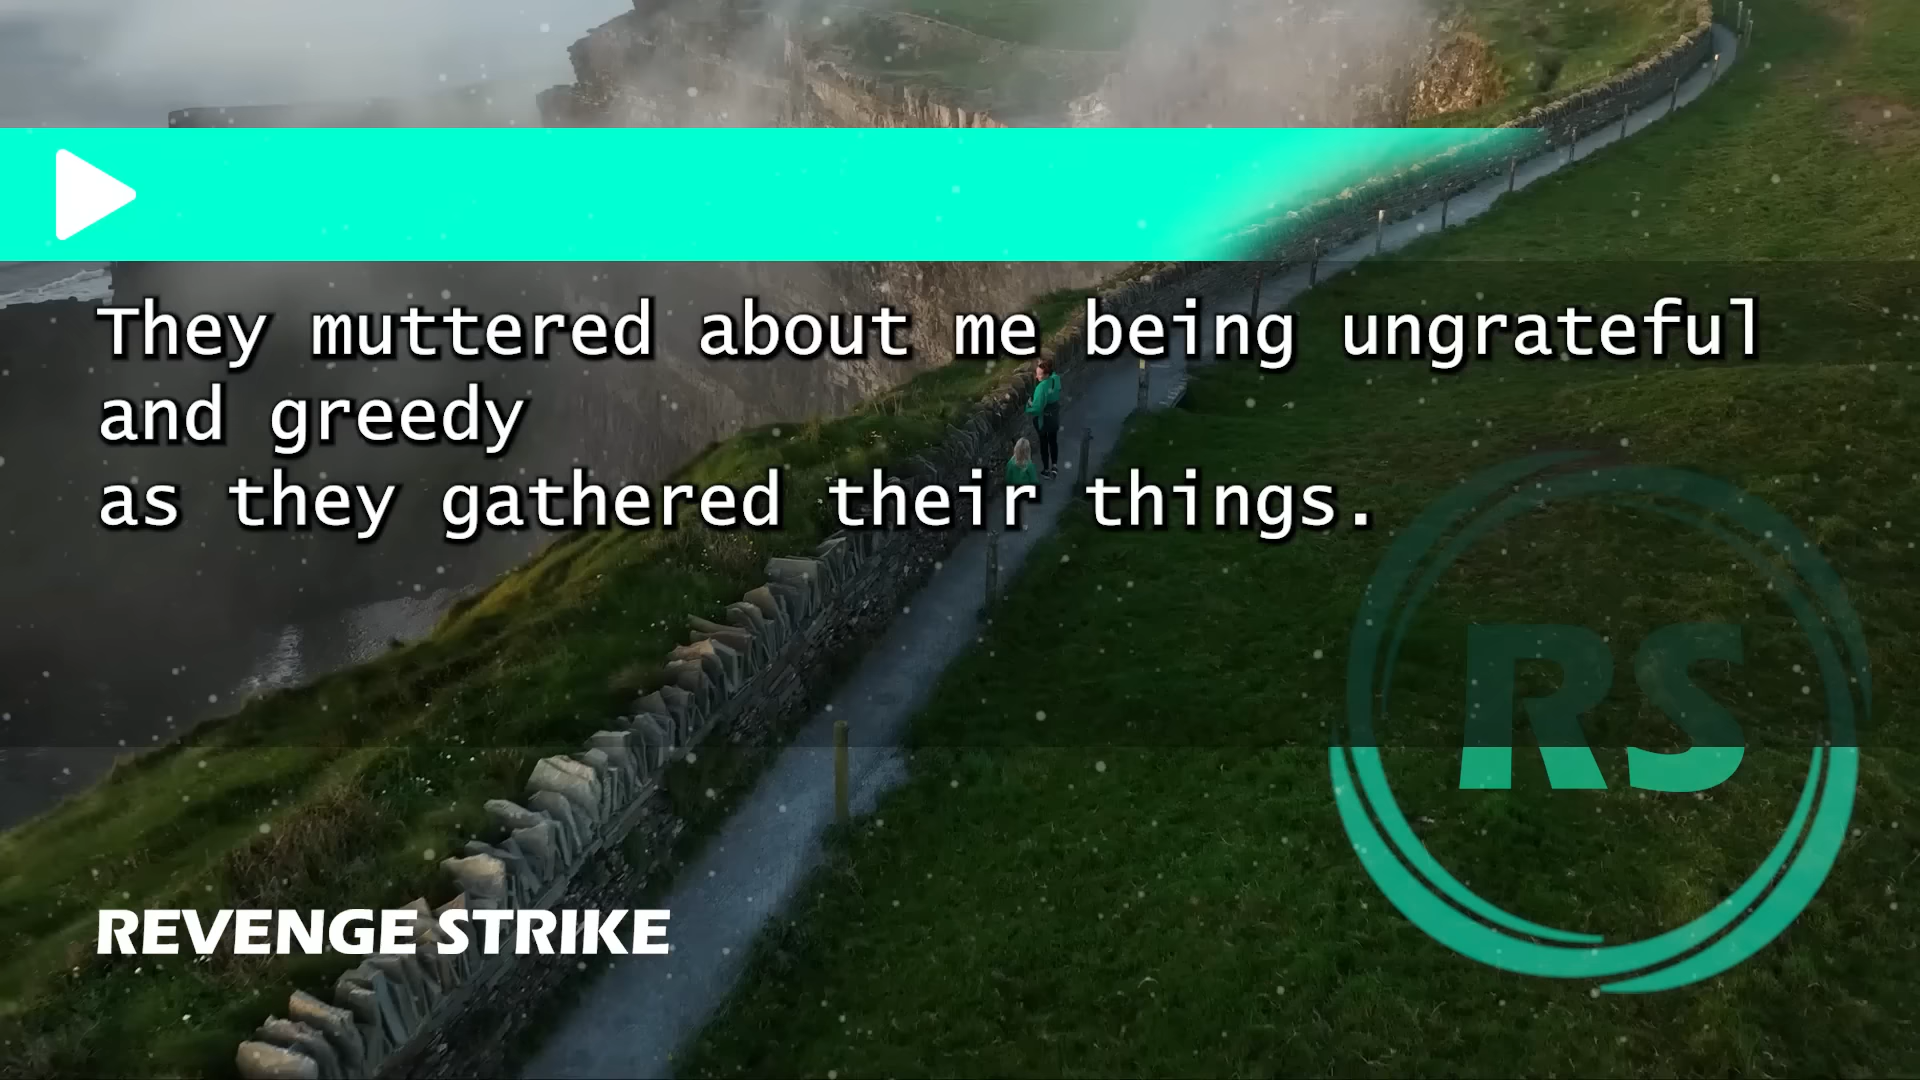 They muttered about me being ungrateful
and greedy
as they gathered their things.
RS
REVENGE STRIKE